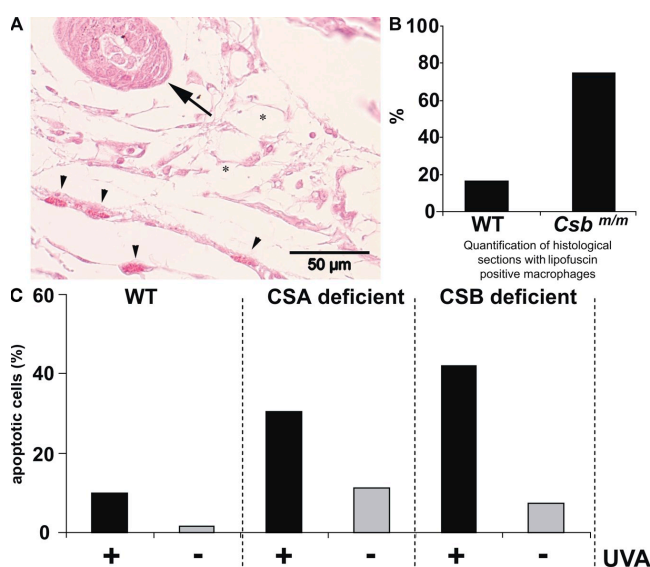 A
*
*
50 µm
B
%
100
80
60
40
20
0
WT
Csb m/m
Quantification of histological
sections with lipofuscin
positive macrophages
C
apoptotic cells (%)
60
40
20
0
WT
CSA deficient
CSB deficient
+ - + - + - UVA